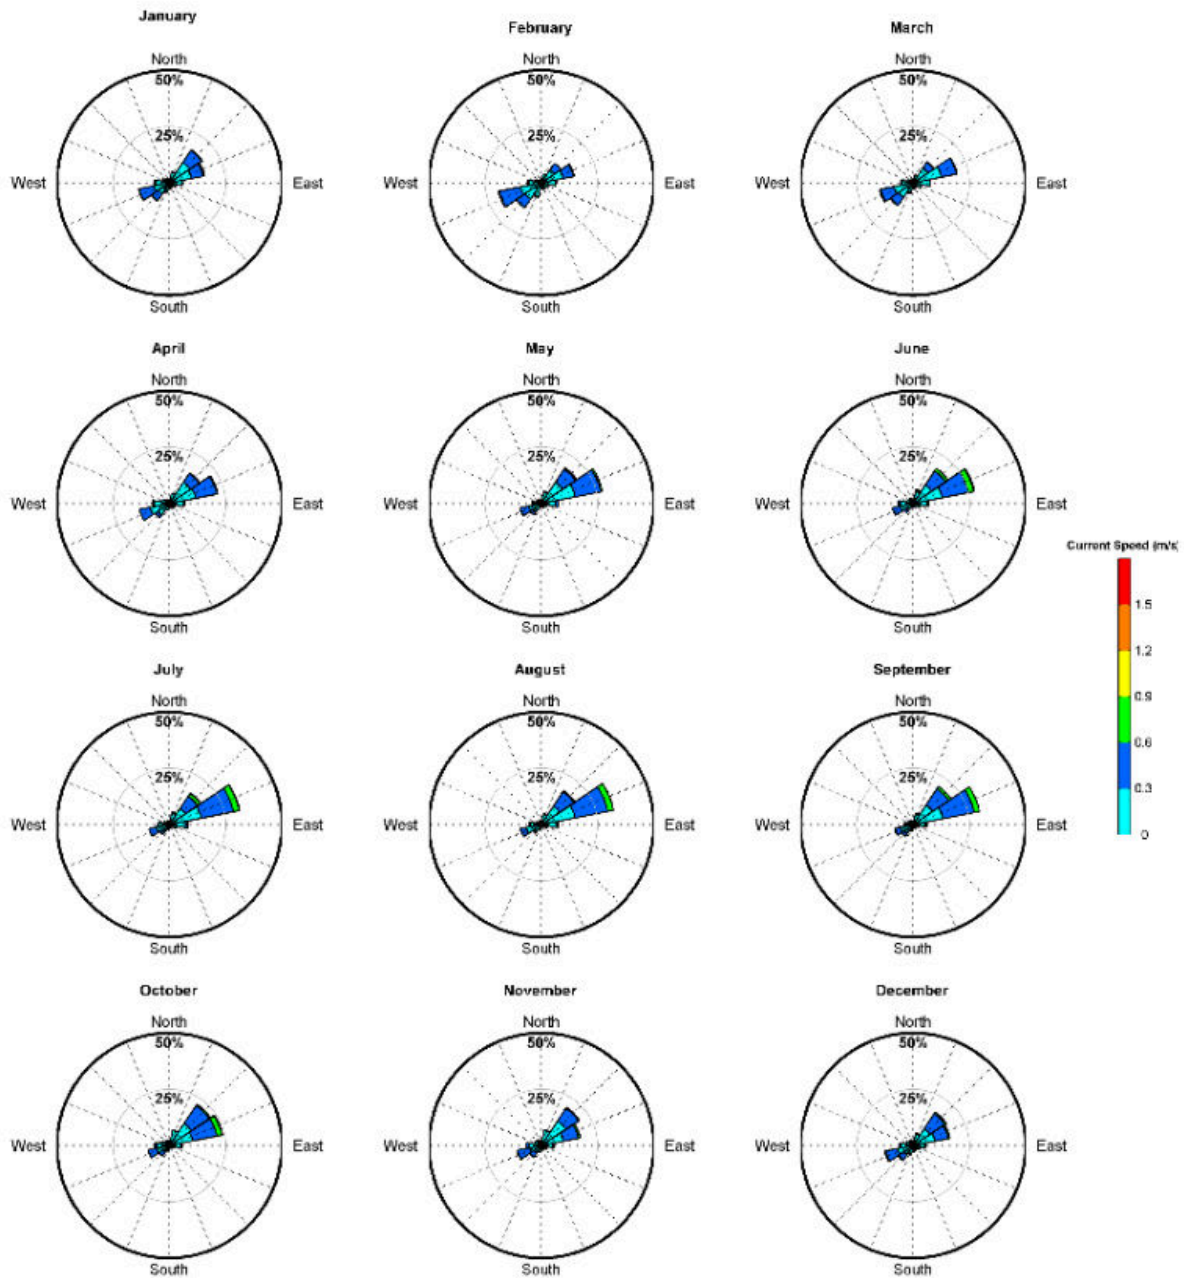 January
February
March
North
North
North
50%
50%
50%
25%
25%
25%
West
East
West
East
West
East
South
South
South
April
May
June
North
North
North
50%
50%
50%
25%
25%
25%
West
East
West
East
West
East
South
South
South
Current Speed (m/s)
1.5
1.2
0.9
0.6
0.3
0
July
August
September
North
North
North
50%
50%
50%
25%
25%
25%
West
East
West
East
West
East
South
South
South
October
November
December
North
North
North
50%
50%
50%
25%
25%
25%
West
East
West
East
West
East
South
South
South